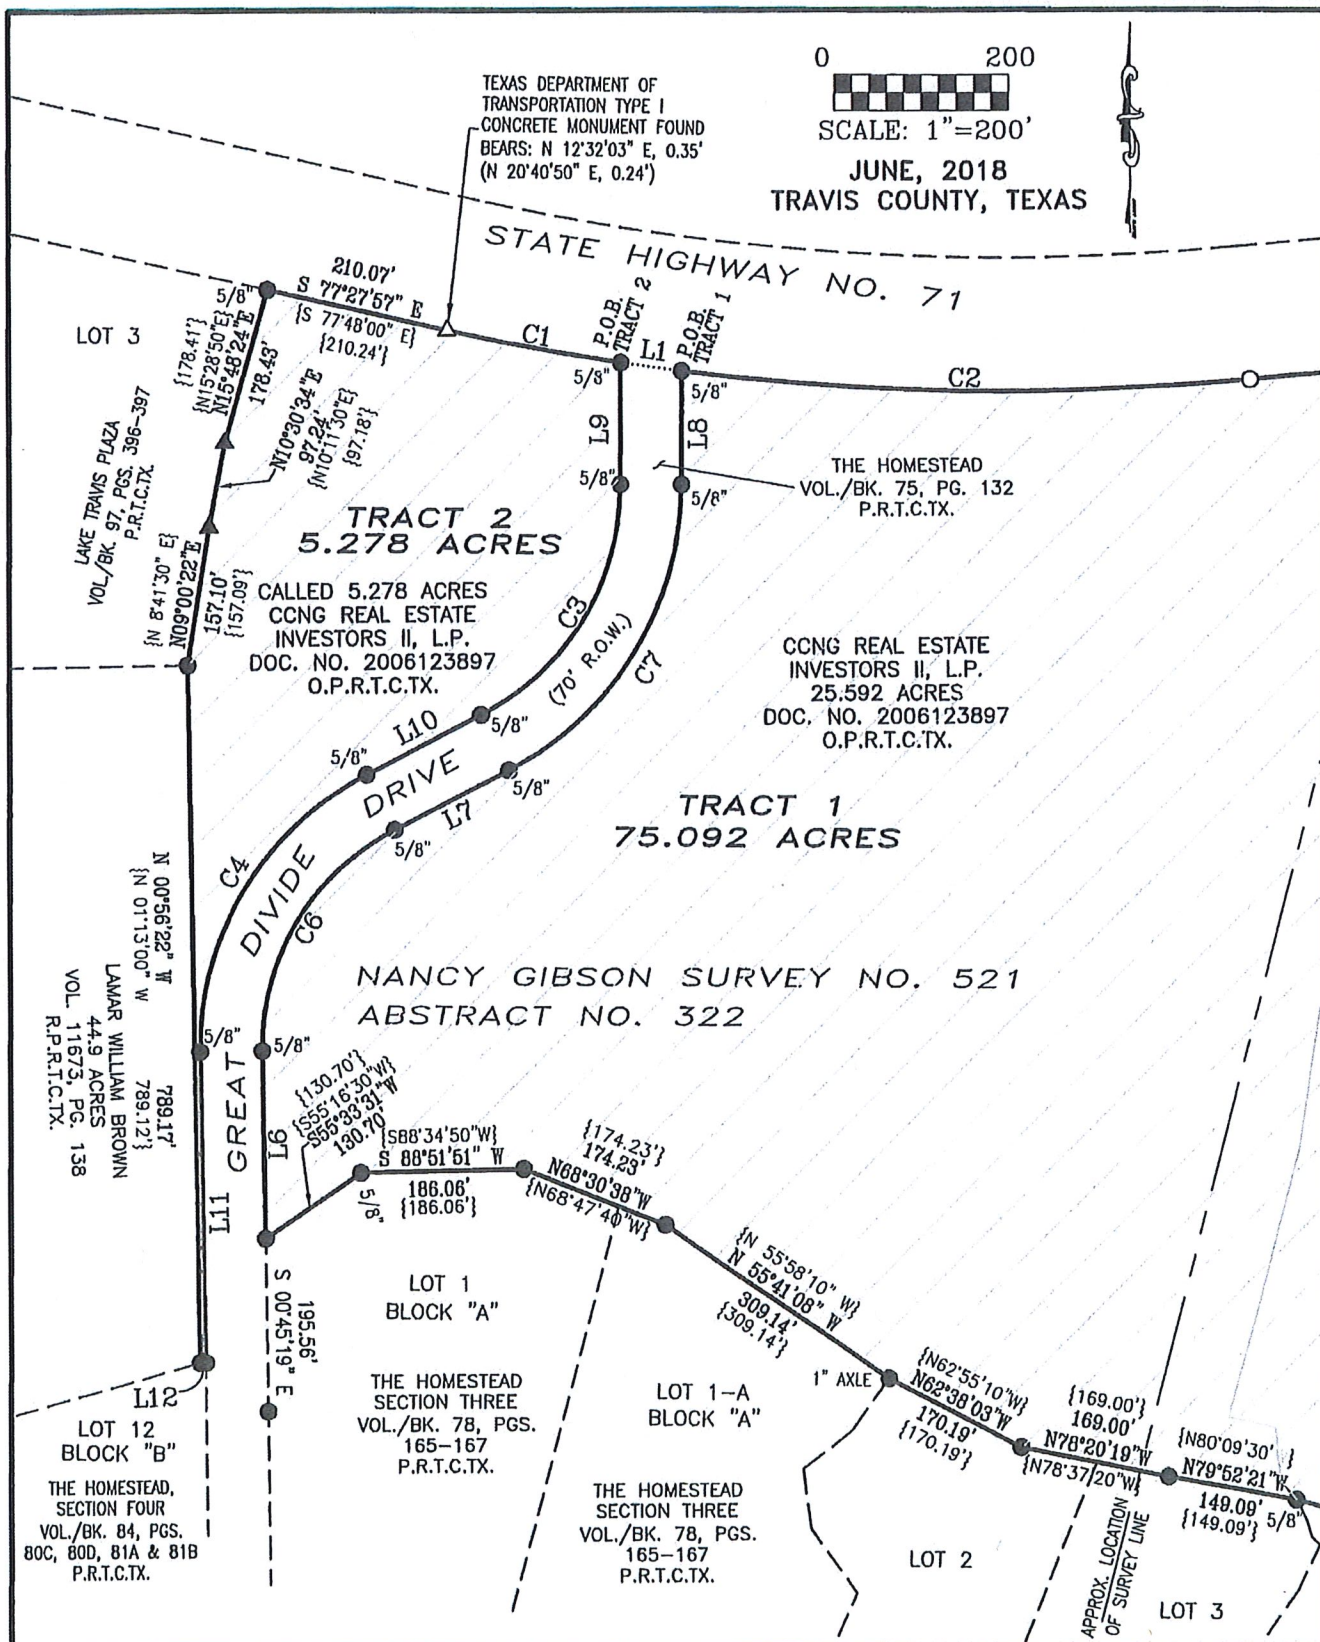 0 200
SCALE: 1"=200'
JUNE, 2018
TRAVIS COUNTY, TEXAS
TEXAS DEPARTMENT OF
TRANSPORTATION TYPE I
CONCRETE MONUMENT FOUND
BEARS: N 12°32'03" E, 0.35'
(N 20°40'50" E, 0.24')
STATE HIGHWAY NO. 71
210.07'
S 77°27'57" E
{S 77°48'00" E}
{210.24'}
5/8"
C1
P.O.B.
TRACT 2
L1
P.O.B.
TRACT 1
C2
5/8"
5/8"
LOT 3
{178.41'}
{N15°28'50"E}
N15°48'24"E
178.43'
N10°30'34"E
97.24'
{N10°11'30"E}
{97.18'}
LAKE TRAVIS PLAZA
VOL./BK. 97, PGS. 396-397
P.R.T.C.TX.
{N 8°41'30" E}
N09°00'22"E
157.10'
{157.09'}
L9
L8
5/8"
5/8"
THE HOMESTEAD
VOL./BK. 75, PG. 132
P.R.T.C.TX.
TRACT 2
5.278 ACRES
CALLED 5.278 ACRES
CCNG REAL ESTATE
INVESTORS II, L.P.
DOC. NO. 2006123897
O.P.R.T.C.TX.
C3
(70' R.O.W.)
C7
CCNG REAL ESTATE
INVESTORS II, L.P.
25.592 ACRES
DOC. NO. 2006123897
O.P.R.T.C.TX.
L10
5/8"
5/8"
GREAT DIVIDE DRIVE
L7
5/8"
5/8"
TRACT 1
75.092 ACRES
C4
C6
NANCY GIBSON SURVEY NO. 521
ABSTRACT NO. 322
N 00°56'22" W 789.17'
{N 01°13'00" W 789.12'}
LAMAR WILLIAM BROWN
44.9 ACRES
VOL. 11673, PG. 138
R.P.R.T.C.TX.
5/8"
5/8"
L6
L11
{130.70'}
{S55°16'30"W}
S55°33'31"W
130.70'
5/8"
{S88°34'50"W}
S 88°51'51" W
186.06'
{186.06'}
{174.23'}
174.23'
N68°30'38"W
{N68°47'40"W}
{N 55°58'10" W}
N 55°41'08" W
309.14'
{309.14'}
1" AXLE
{N62°55'10"W}
N62°38'03"W
170.19'
{170.19'}
{169.00'}
169.00'
N78°20'19"W
{N78°37'20"W}
{N80°09'30" }
N79°52'21"W
149.09'
{149.09'}
5/8"
195.56'
S 00°45'19" E
L12
LOT 12
BLOCK "B"
THE HOMESTEAD,
SECTION FOUR
VOL./BK. 84, PGS.
80C, 80D, 81A & 81B
P.R.T.C.TX.
LOT 1
BLOCK "A"
THE HOMESTEAD
SECTION THREE
VOL./BK. 78, PGS.
165-167
P.R.T.C.TX.
LOT 1-A
BLOCK "A"
THE HOMESTEAD
SECTION THREE
VOL./BK. 78, PGS.
165-167
P.R.T.C.TX.
LOT 2
APPROX. LOCATION
OF SURVEY LINE
LOT 3